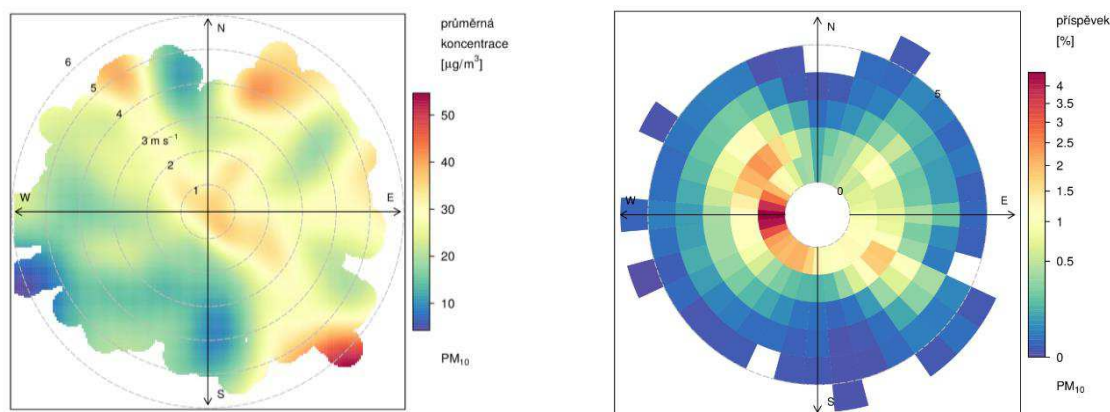 průměrná
koncentrace
[µg/m³]
N
6
5
4
3 m s⁻¹
2
1
W
E
S
50
40
30
20
10
PM₁₀
příspěvek
[%]
N
5
0
W
E
S
4
3.5
3
2.5
2
1.5
1
0.5
0
PM₁₀